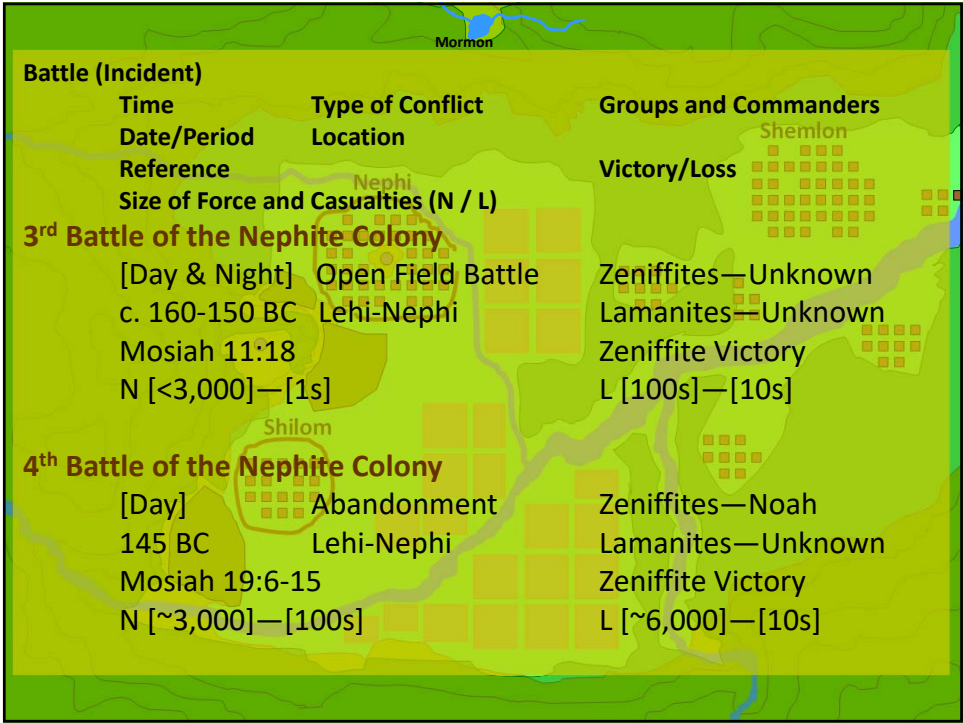 Mormon
Battle (Incident)
Time Type of Conflict Groups and Commanders
Shemlon
Date/Period Location
Reference Victory/Loss
Nephi
Size of Force and Casualties (N / L)
3rd Battle of the Nephite Colony
[Day & Night] Open Field Battle Zeniffites—Unknown
c. 160-150 BC Lehi-Nephi Lamanites—Unknown
Mosiah 11:18 Zeniffite Victory
N [<3,000]—[1s] L [100s]—[10s]
Shilom
4th Battle of the Nephite Colony
[Day] Abandonment Zeniffites—Noah
145 BC Lehi-Nephi Lamanites—Unknown
Mosiah 19:6-15 Zeniffite Victory
N [~3,000]—[100s] L [~6,000]—[10s]